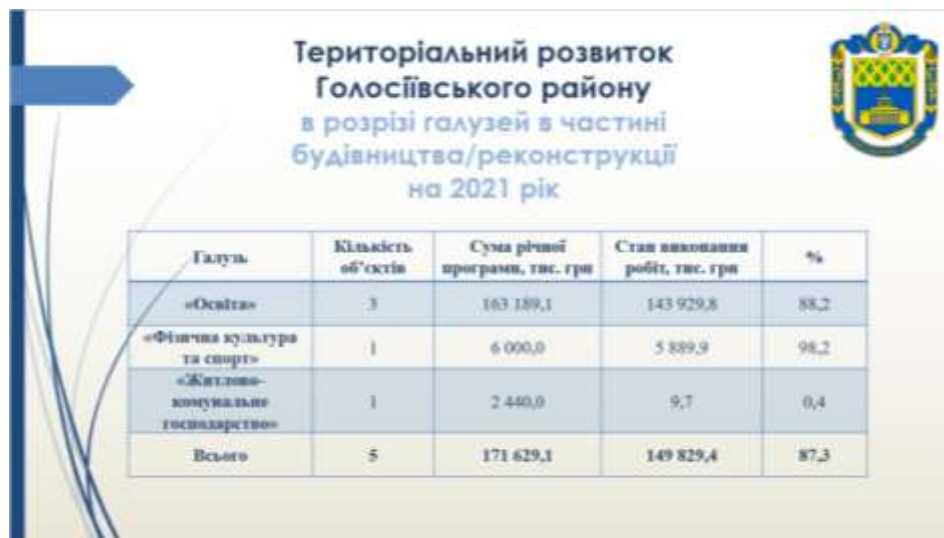 Територіальний розвиток
Голосіївського району
в розрізі галузей в частині
будівництва/реконструкції
на 2021 рік
Галузь Кількість об'єктів Сума річної програми, тис. грн Стан виконання робіт, тис. грн %
«Освіта» 3 163 189,1 143 929,8 88,2
«Фізична культура та спорт» 1 6 000,0 5 889,9 98,2
«Житлово-комунальне господарство» 1 2 440,0 9,7 0,4
Всього 5 171 629,1 149 829,4 87,3